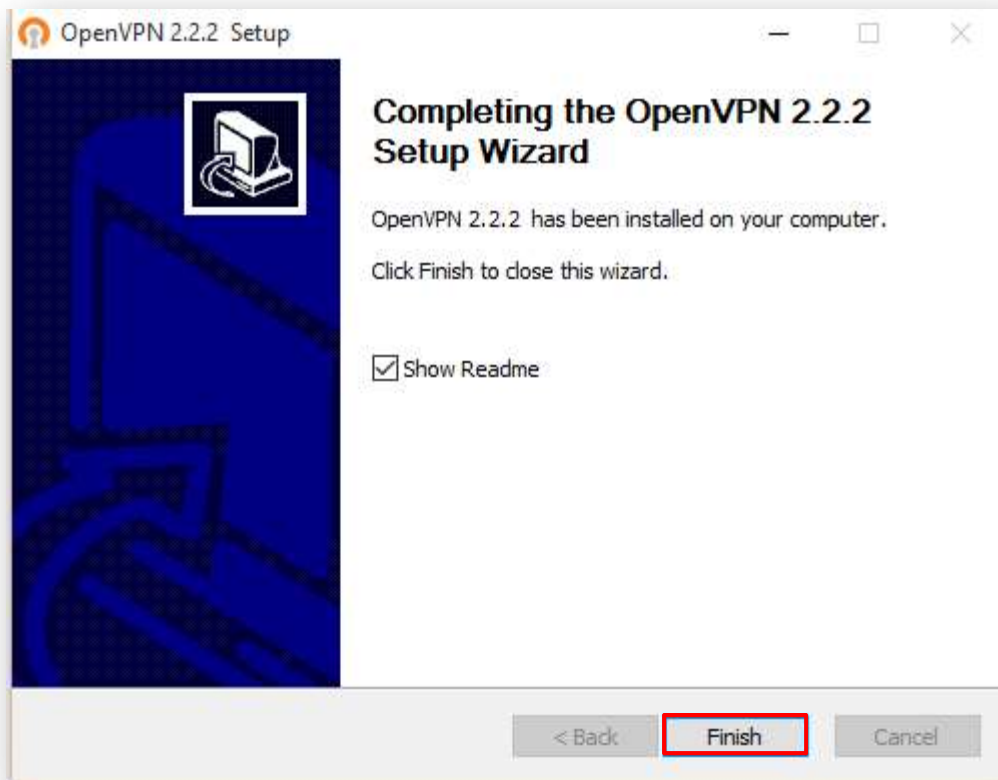 OpenVPN 2.2.2 Setup
Completing the OpenVPN 2.2.2
Setup Wizard
OpenVPN 2.2.2 has been installed on your computer.
Click Finish to close this wizard.
Show Readme
< Back Finish Cancel